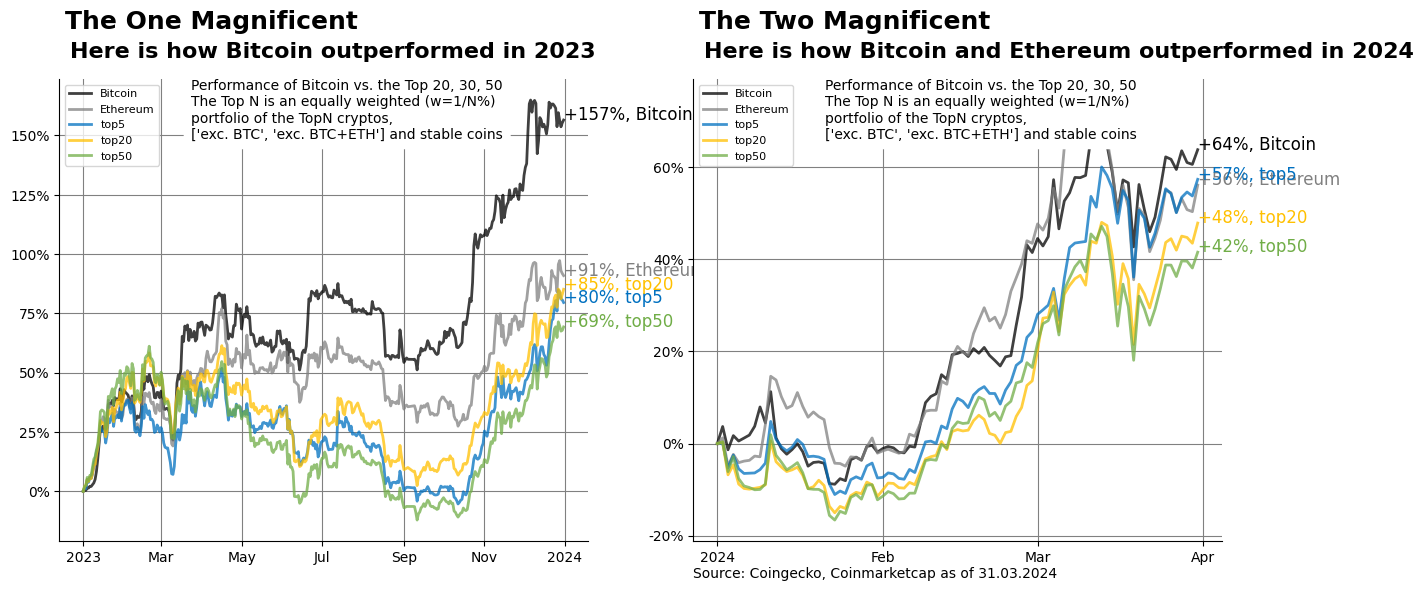 The One Magnificent
Here is how Bitcoin outperformed in 2023
Bitcoin
Ethereum
top5
top20
top50
Performance of Bitcoin vs. the Top 20, 30, 50
The Top N is an equally weighted (w=1/N%)
portfolio of the TopN cryptos,
['exc. BTC', 'exc. BTC+ETH'] and stable coins
150%
125%
100%
75%
50%
25%
0%
+157%, Bitcoin
+91%, Ethereum
+85%, top20
+80%, top5
+69%, top50
2023
Mar
May
Jul
Sep
Nov
2024
The Two Magnificent
Here is how Bitcoin and Ethereum outperformed in 2024
Bitcoin
Ethereum
top5
top20
top50
Performance of Bitcoin vs. the Top 20, 30, 50
The Top N is an equally weighted (w=1/N%)
portfolio of the TopN cryptos,
['exc. BTC', 'exc. BTC+ETH'] and stable coins
60%
40%
20%
0%
-20%
+64%, Bitcoin
+57%, top5
+56%, Ethereum
+48%, top20
+42%, top50
2024
Feb
Mar
Apr
Source: Coingecko, Coinmarketcap as of 31.03.2024